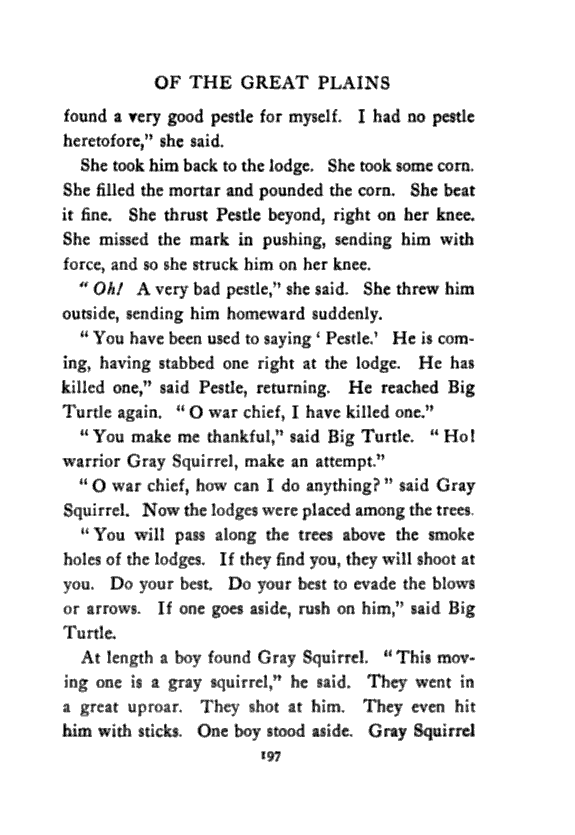 OF THE GREAT PLAINS
found a very good pestle for myself. I had no pestle
heretofore,” she said.
She took him back to the lodge. She took some corn.
She filled the mortar and pounded the corn. She beat
it fine. She thrust Pestle beyond, right on her knee.
She missed the mark in pushing, sending him with
force, and so she struck him on her knee.
“ Oh! A very bad pestle,” she said. She threw him
outside, sending him homeward suddenly.
“ You have been used to saying ‘ Pestle.’ He is com-
ing, having stabbed one right at the lodge. He has
killed one,” said Pestle, returning. He reached Big
Turtle again. “ O war chief, I have killed one.”
“ You make me thankful,” said Big Turtle. “ Ho!
warrior Gray Squirrel, make an attempt.”
“ O war chief, how can I do anything? ” said Gray
Squirrel. Now the lodges were placed among the trees.
“ You will pass along the trees above the smoke
holes of the lodges. If they find you, they will shoot at
you. Do your best. Do your best to evade the blows
or arrows. If one goes aside, rush on him,” said Big
Turtle.
At length a boy found Gray Squirrel. “ This mov-
ing one is a gray squirrel,” he said. They went in
a great uproar. They shot at him. They even hit
him with sticks. One boy stood aside. Gray Squirrel
197